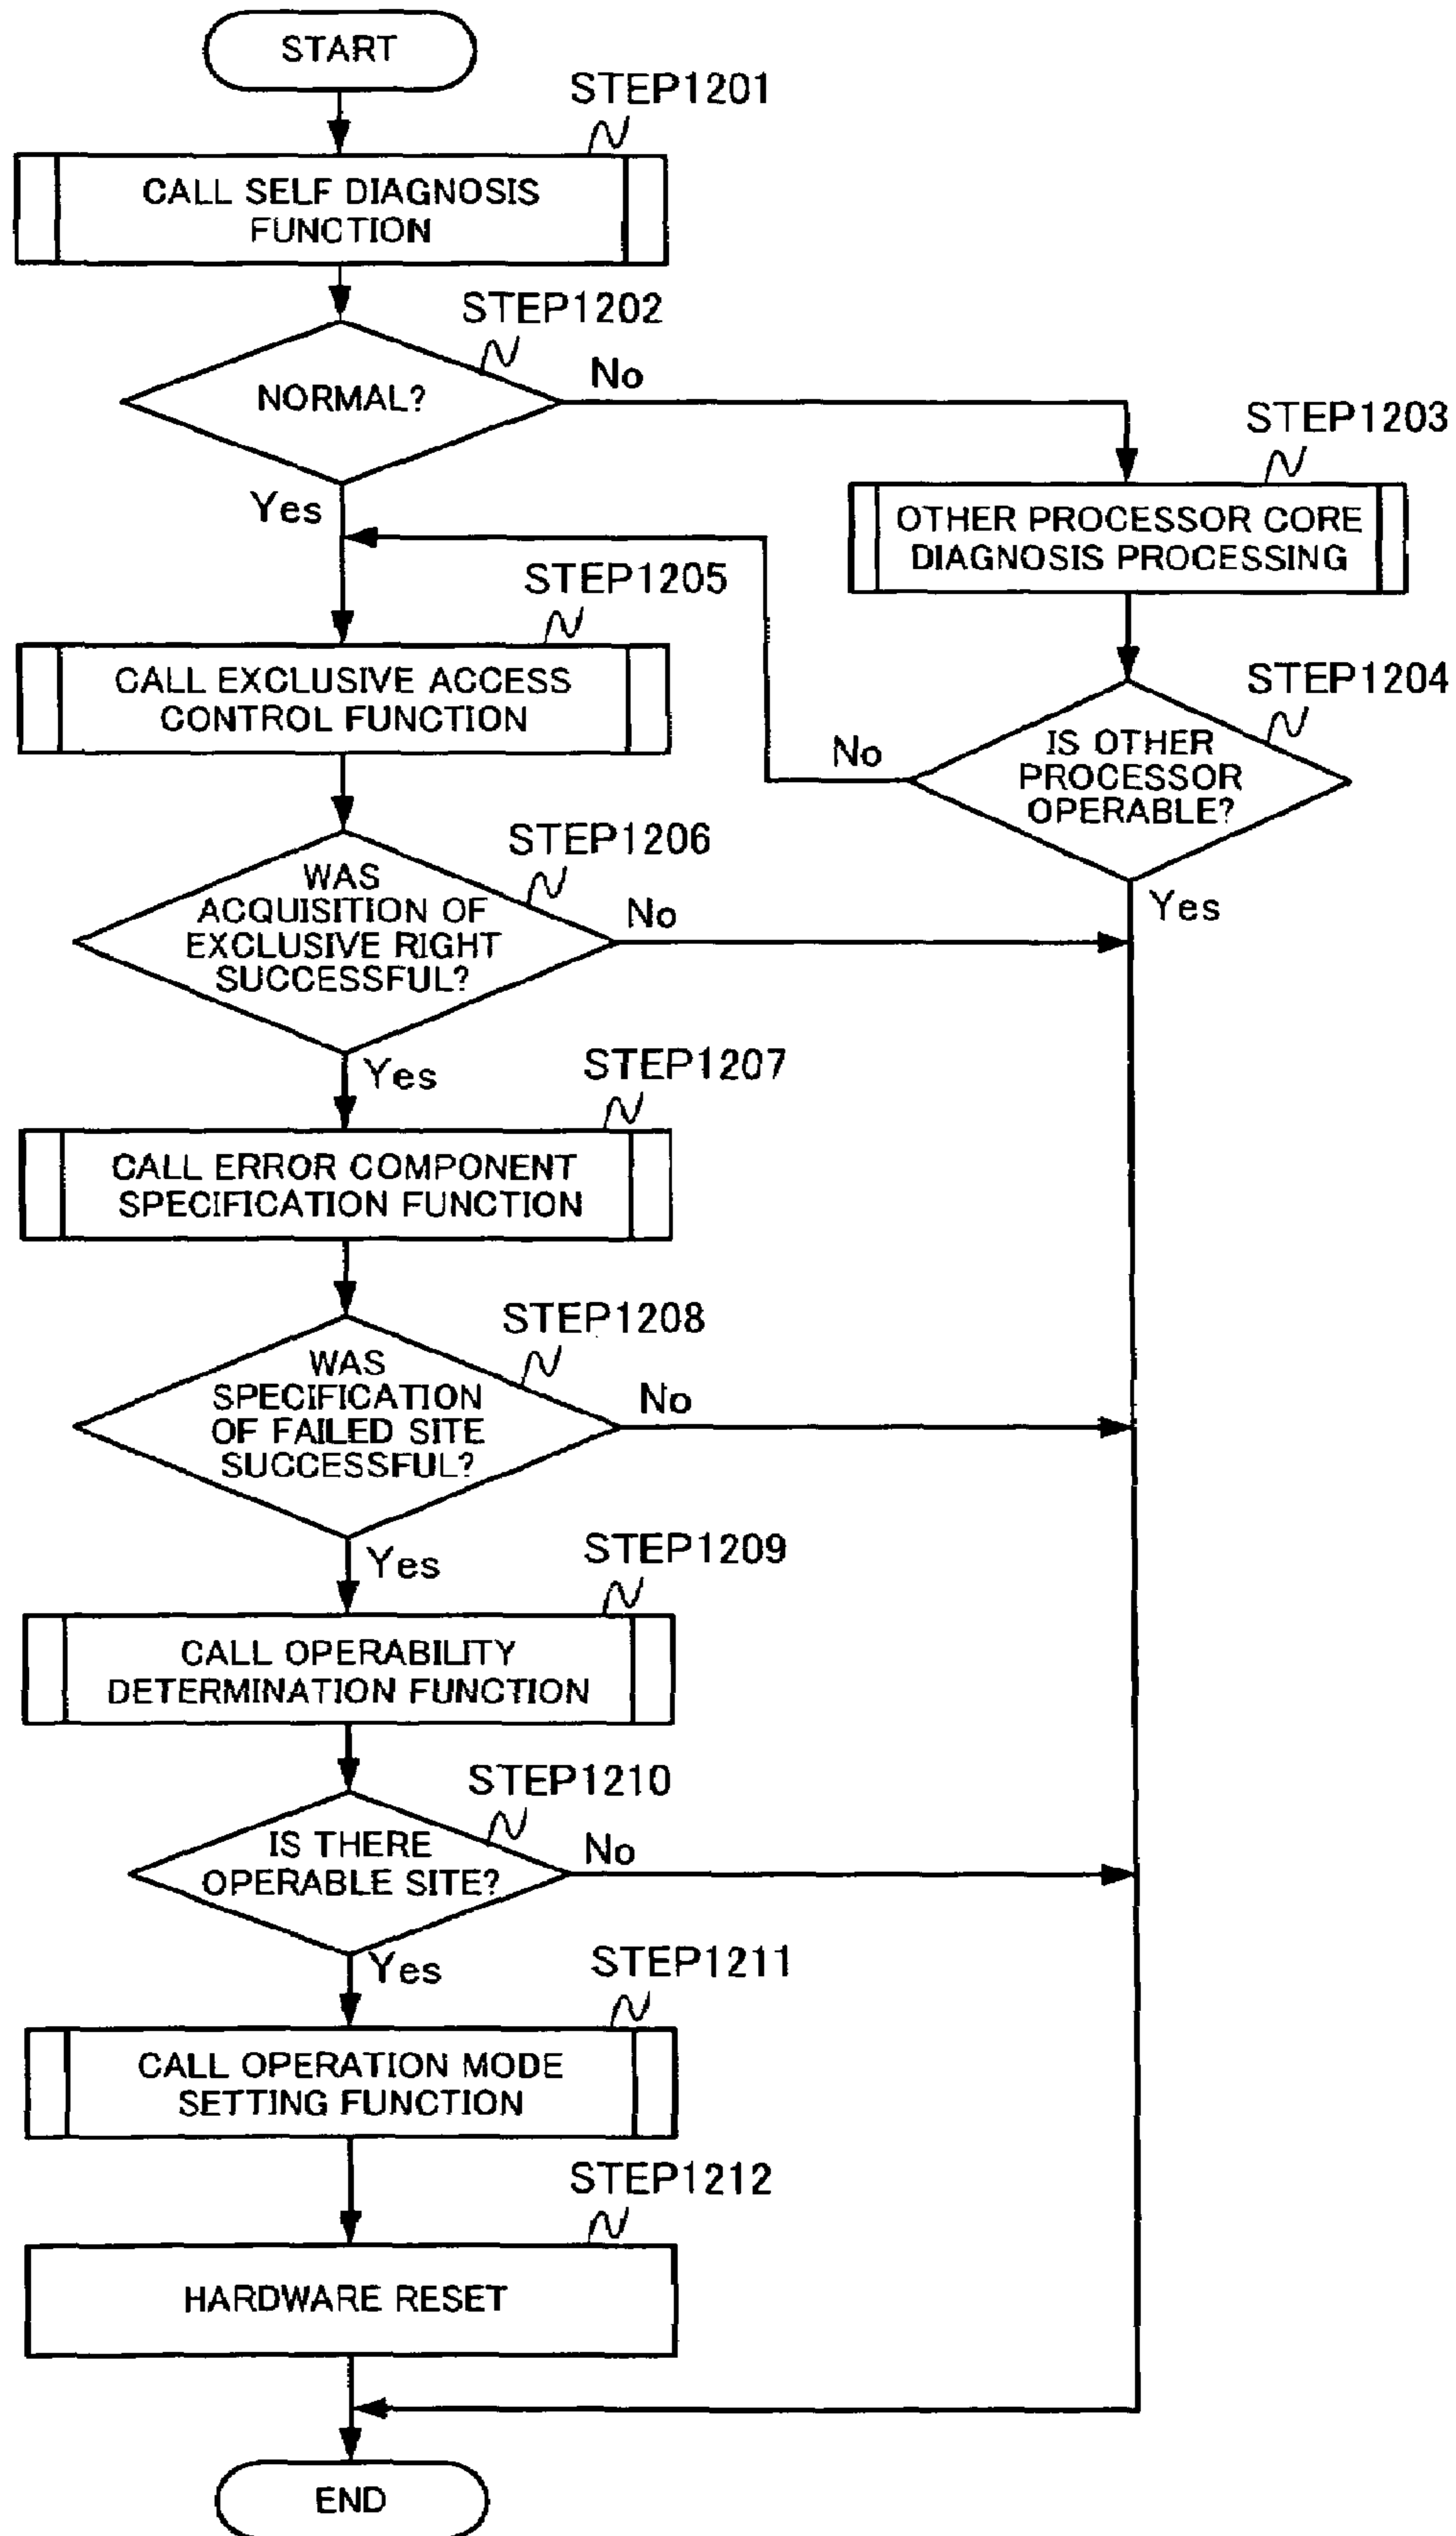 START
STEP1201
CALL SELF DIAGNOSIS
FUNCTION
STEP1202
NORMAL?
No
Yes
STEP1203
OTHER PROCESSOR CORE
DIAGNOSIS PROCESSING
STEP1204
IS OTHER
PROCESSOR
OPERABLE?
No
Yes
STEP1205
CALL EXCLUSIVE ACCESS
CONTROL FUNCTION
STEP1206
WAS
ACQUISITION OF
EXCLUSIVE RIGHT
SUCCESSFUL?
No
Yes
STEP1207
CALL ERROR COMPONENT
SPECIFICATION FUNCTION
STEP1208
WAS
SPECIFICATION
OF FAILED SITE
SUCCESSFUL?
No
Yes
STEP1209
CALL OPERABILITY
DETERMINATION FUNCTION
STEP1210
IS THERE
OPERABLE SITE?
No
Yes
STEP1211
CALL OPERATION MODE
SETTING FUNCTION
STEP1212
HARDWARE RESET
END